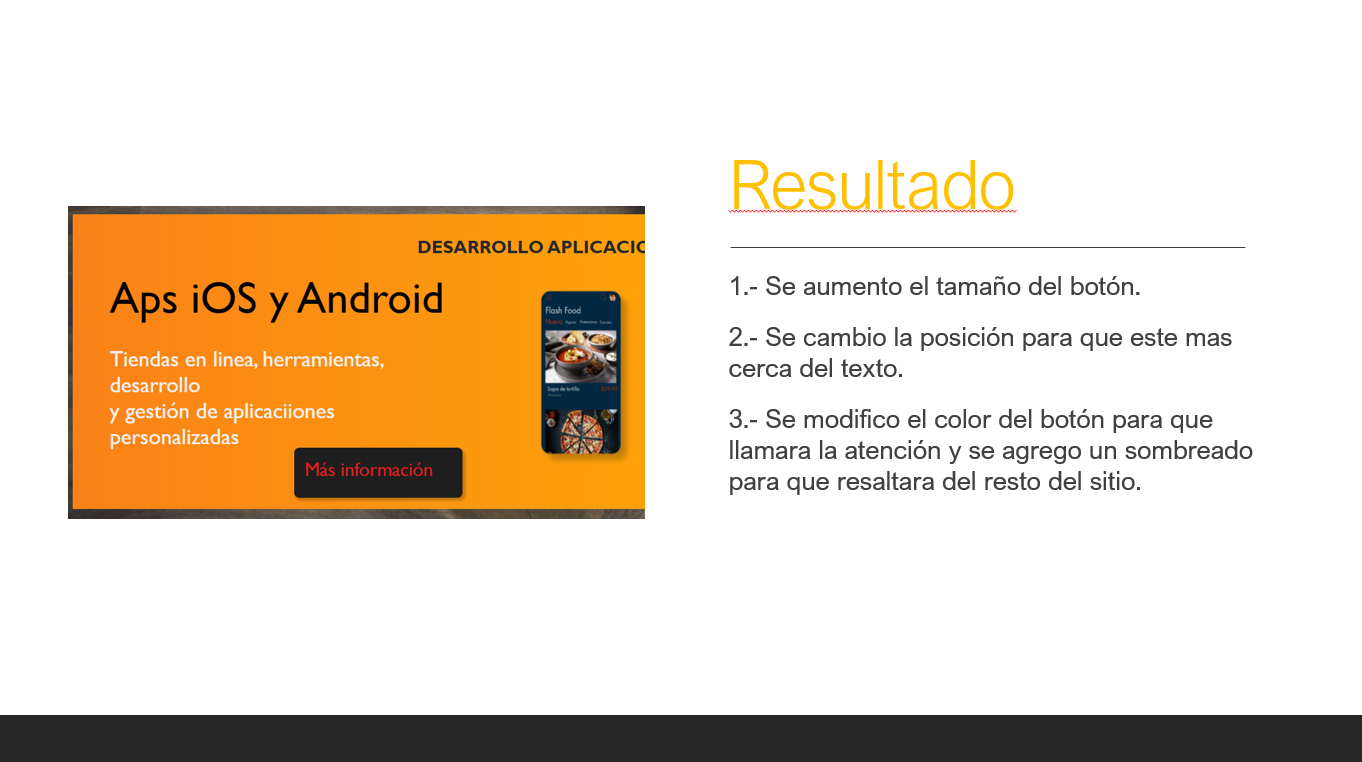 DESARROLLO APLICACIO
Aps iOS y Android
Tiendas en linea, herramientas,
desarrollo
y gestión de aplicaciiones
personalizadas
Más información
Flash Food
Nuevo
Sopa de tortilla
Resultado
1.- Se aumento el tamaño del botón.
2.- Se cambio la posición para que este mas
cerca del texto.
3.- Se modifico el color del botón para que
llamara la atención y se agrego un sombreado
para que resaltara del resto del sitio.